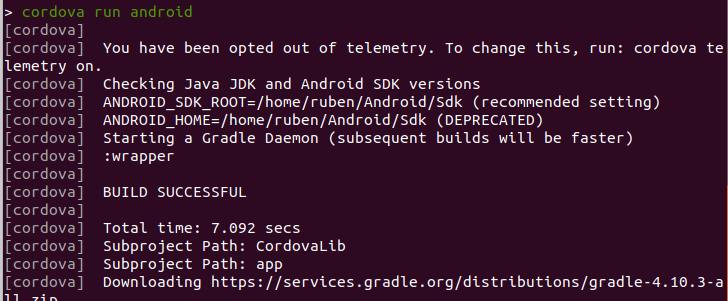 > cordova run android
[cordova]
[cordova]  You have been opted out of telemetry. To change this, run: cordova te
lemetry on.
[cordova]  Checking Java JDK and Android SDK versions
[cordova]  ANDROID_SDK_ROOT=/home/ruben/Android/Sdk (recommended setting)
[cordova]  ANDROID_HOME=/home/ruben/Android/Sdk (DEPRECATED)
[cordova]  Starting a Gradle Daemon (subsequent builds will be faster)
[cordova]  :wrapper
[cordova]
[cordova]  BUILD SUCCESSFUL
[cordova]
[cordova]  Total time: 7.092 secs
[cordova]  Subproject Path: CordovaLib
[cordova]  Subproject Path: app
[cordova]  Downloading https://services.gradle.org/distributions/gradle-4.10.3-a
ll.zip